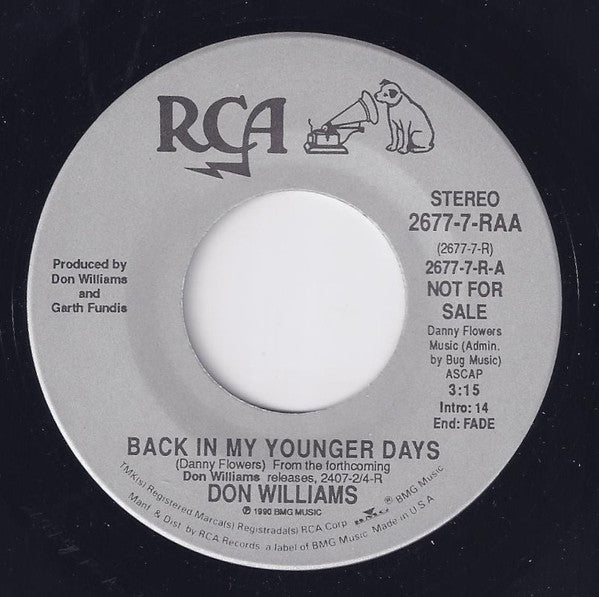 RCA
STEREO
2677-7-RAA
(2677-7-R)
2677-7-R-A
NOT FOR
SALE
Danny Flowers
Music (Admin.
by Bug Music)
ASCAP
3:15
Intro: 14
End: FADE
Produced by
Don Williams
and
Garth Fundis
BACK IN MY YOUNGER DAYS
(Danny Flowers) From the forthcoming
Don Williams releases, 2407-2/4-R
DON WILLIAMS
℗ 1990 BMG MUSIC
TMK(s) Registered Marca(s) Registrada(s) RCA Corp BMG ® BMG Music
Manf. & Dist. by RCA Records a label of BMG Music Made in U.S.A